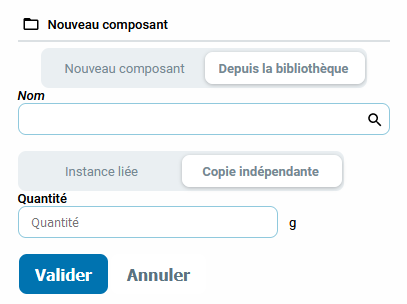 Nouveau composant
Nouveau composant Depuis la bibliothèque
Nom
Instance liée Copie indépendante
Quantité
Quantité g
Valider Annuler